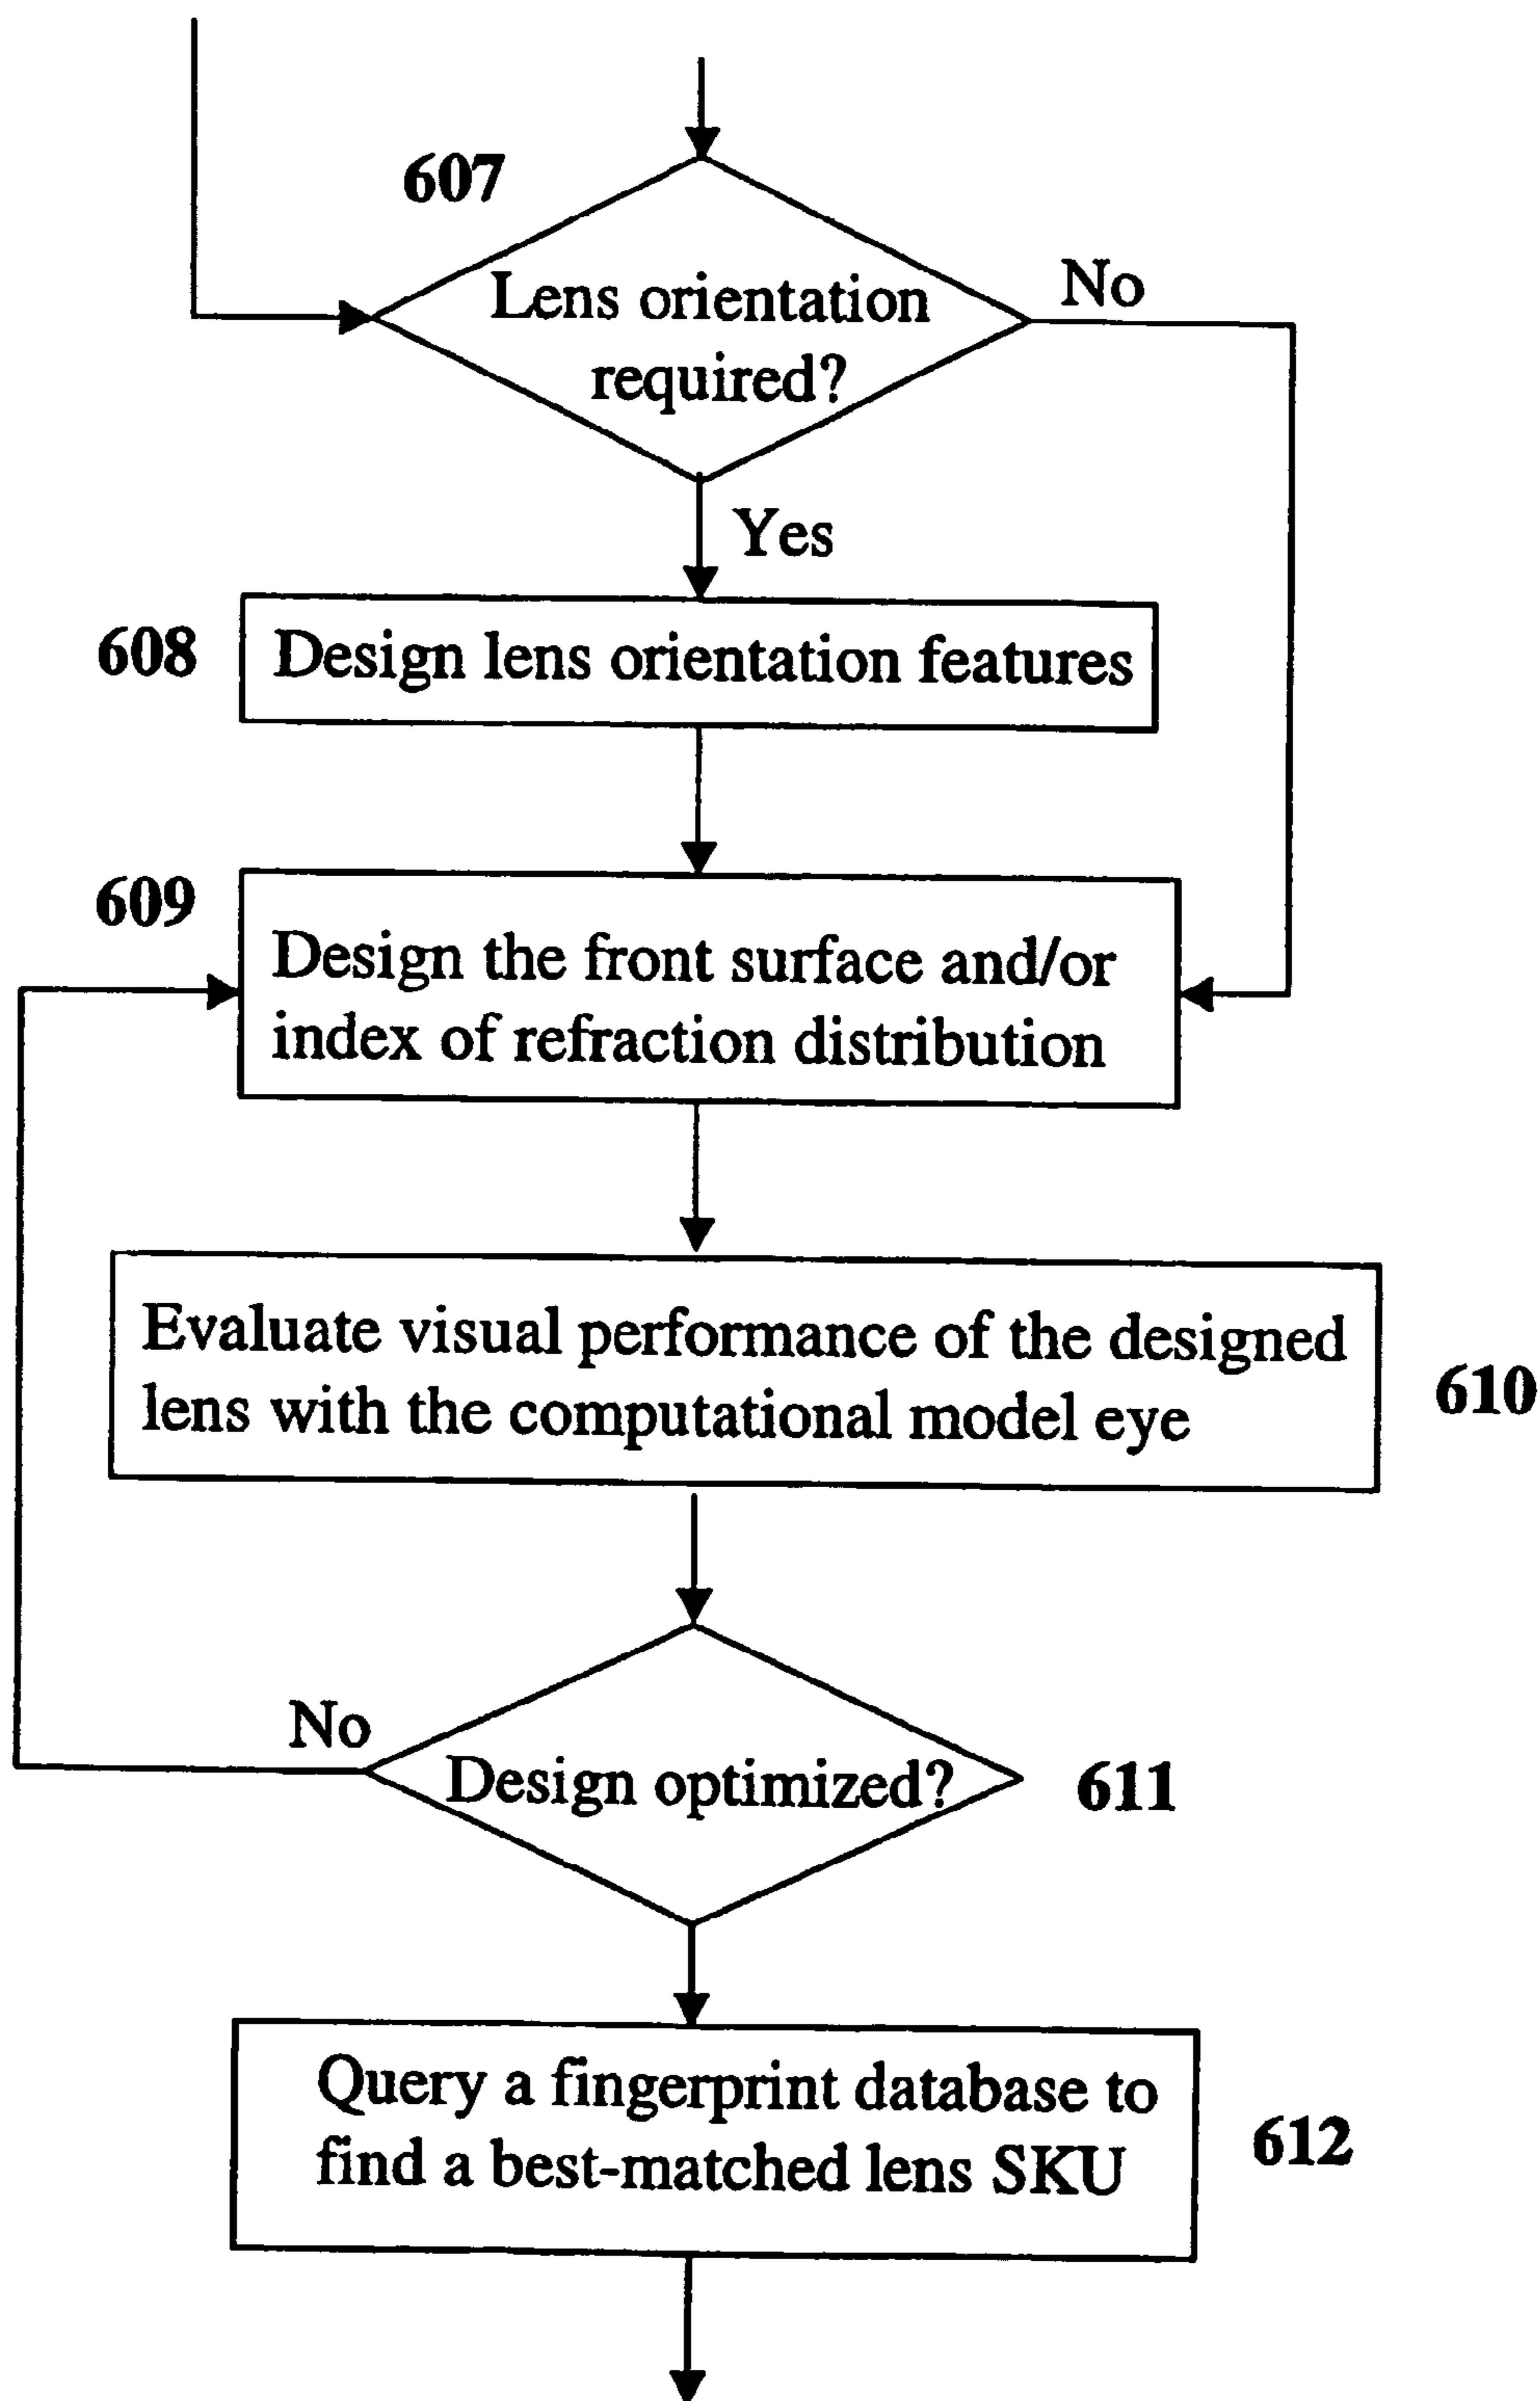 607
Lens orientation
required?
No
Yes
608
Design lens orientation features
609
Design the front surface and/or
index of refraction distribution
Evaluate visual performance of the designed
lens with the computational model eye
610
No
Design optimized?
611
Query a fingerprint database to
find a best-matched lens SKU
612